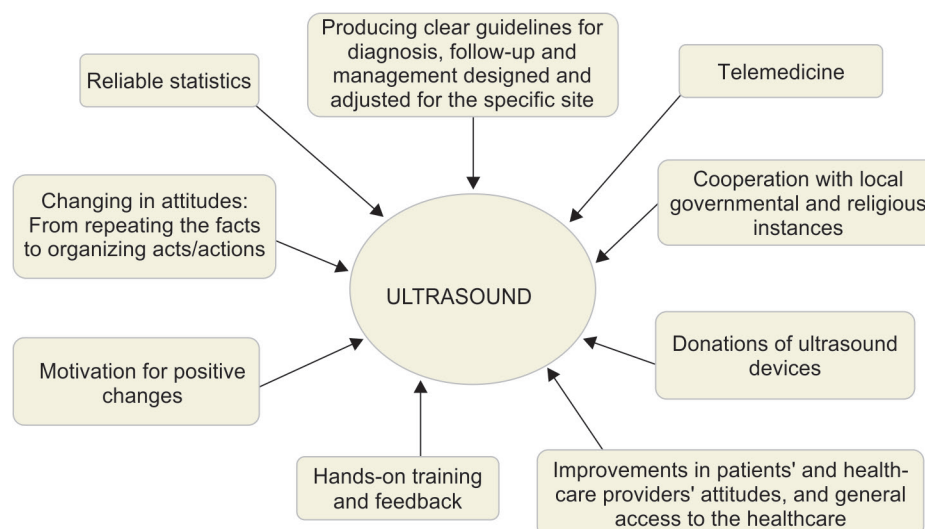 Producing clear guidelines for
diagnosis, follow-up and
management designed and
adjusted for the specific site
Reliable statistics
Telemedicine
Changing in attitudes:
From repeating the facts
to organizing acts/actions
Cooperation with local
governmental and religious
instances
ULTRASOUND
Motivation for positive
changes
Donations of ultrasound
devices
Hands-on training
and feedback
Improvements in patients' and health-
care providers' attitudes, and general
access to the healthcare